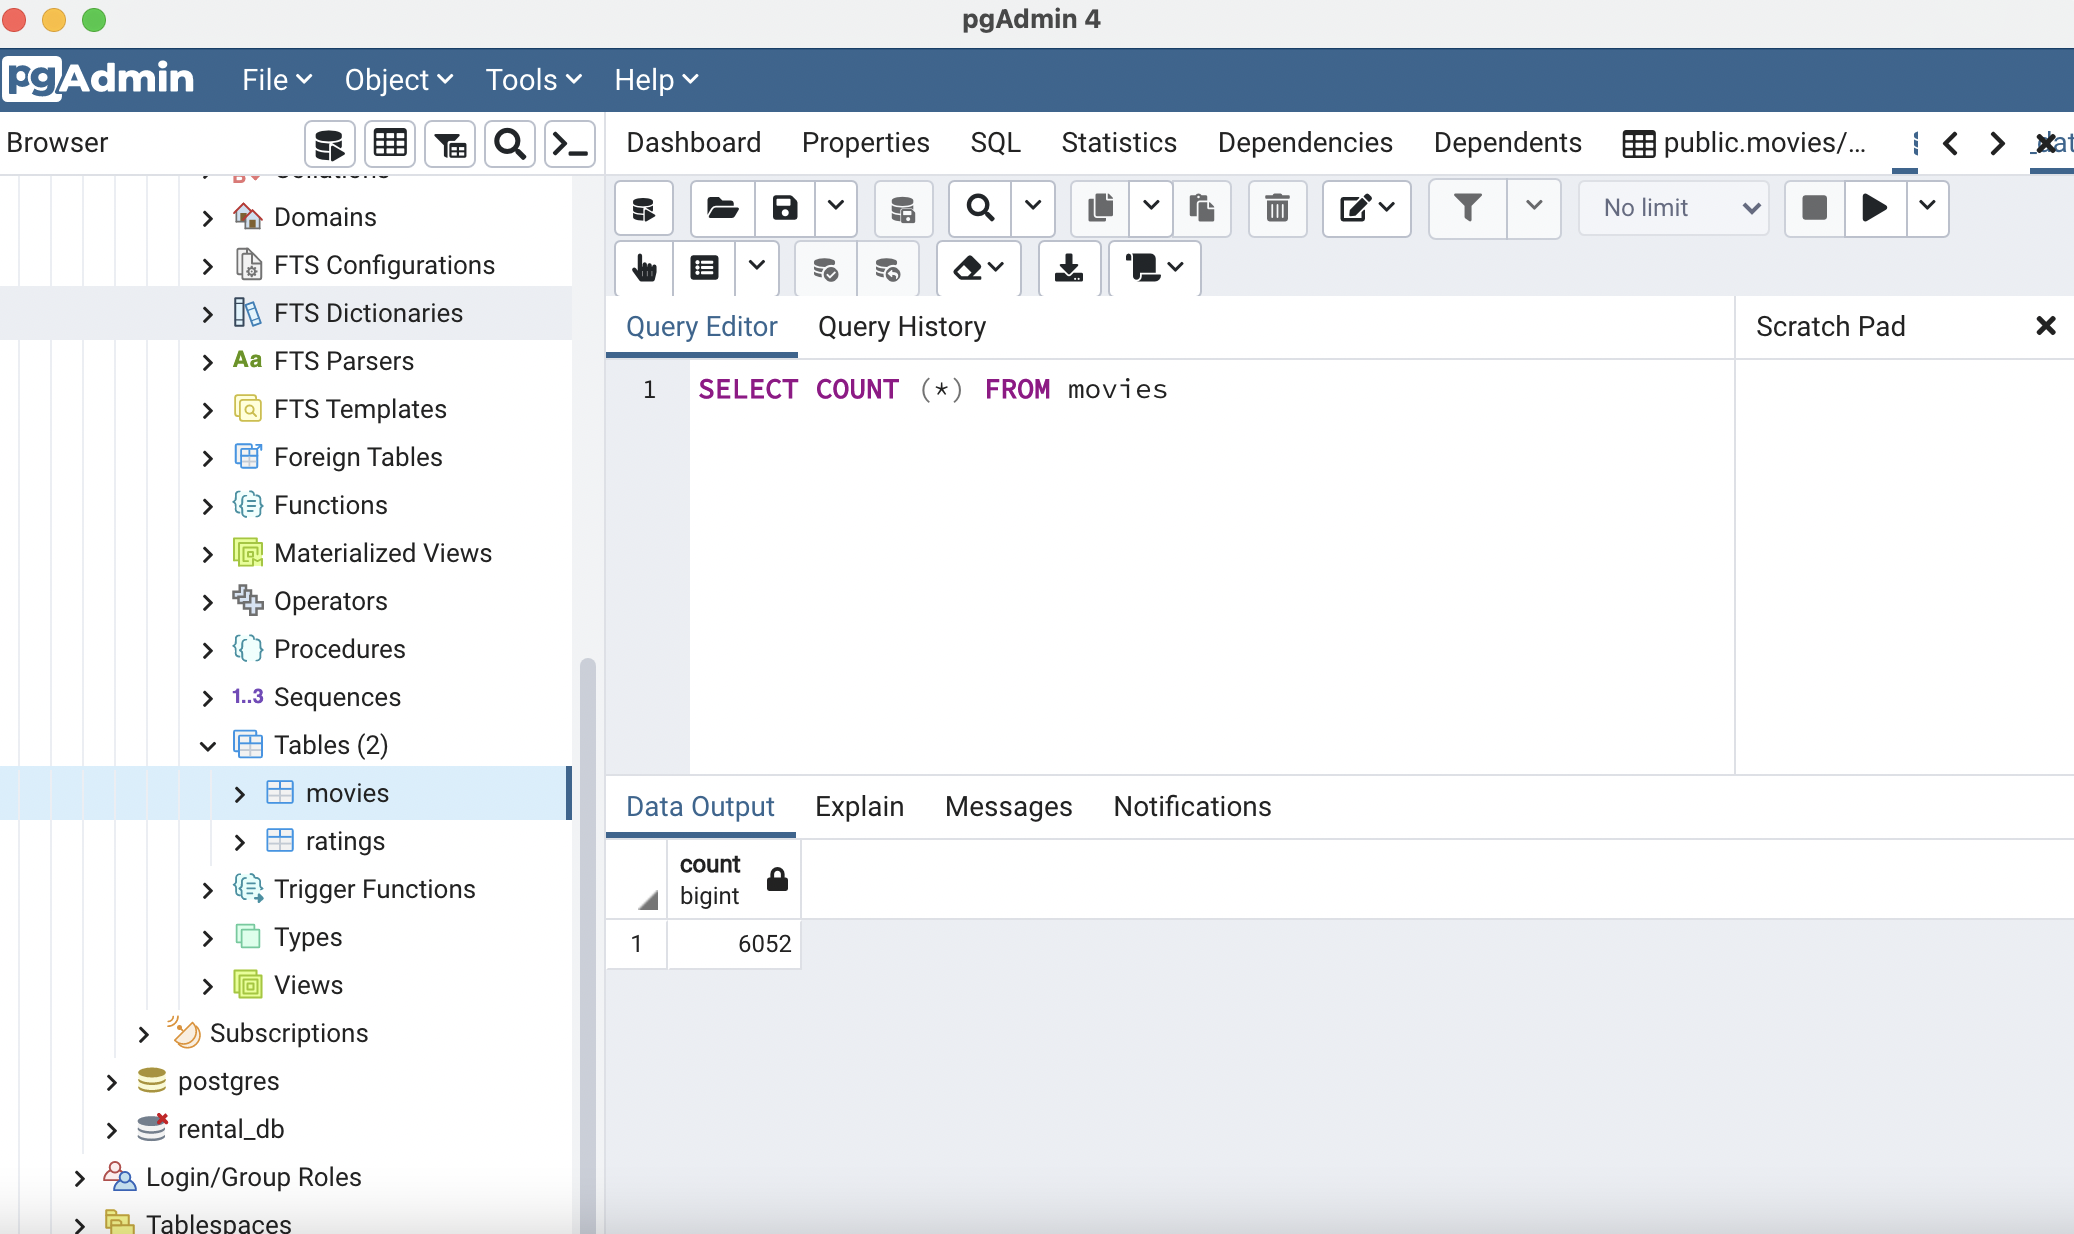 pgAdmin 4
pgAdmin File Object Tools Help
Browser
Dashboard Properties SQL Statistics Dependencies Dependents public.movies/...
Collations
Domains
FTS Configurations
FTS Dictionaries
Aa FTS Parsers
FTS Templates
Foreign Tables
Functions
Materialized Views
Operators
Procedures
1..3 Sequences
Tables (2)
movies
ratings
Trigger Functions
Types
Views
Subscriptions
postgres
rental_db
Login/Group Roles
Tablespaces
No limit
Query Editor Query History
Scratch Pad
1 SELECT COUNT (*) FROM movies
Data Output Explain Messages Notifications
count
bigint
1 6052